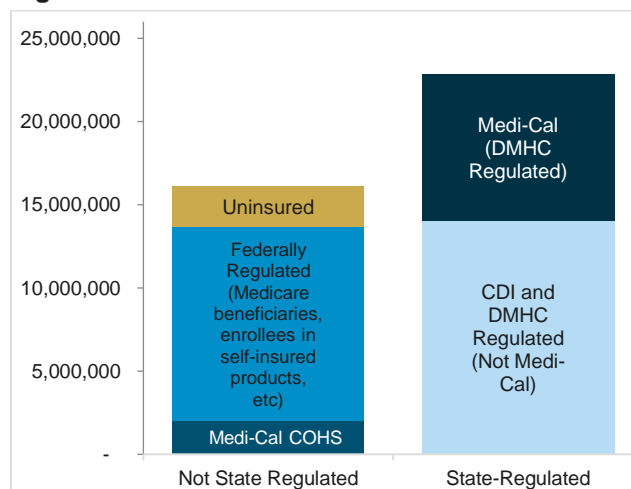 25,000,000
20,000,000
15,000,000
10,000,000
5,000,000
-
Uninsured
Federally
Regulated
(Medicare
beneficiaries,
enrollees in
self-insured
products,
etc)
Medi-Cal COHS
Medi-Cal
(DMHC
Regulated)
CDI and
DMHC
Regulated
(Not Medi-
Cal)
Not State Regulated
State-Regulated